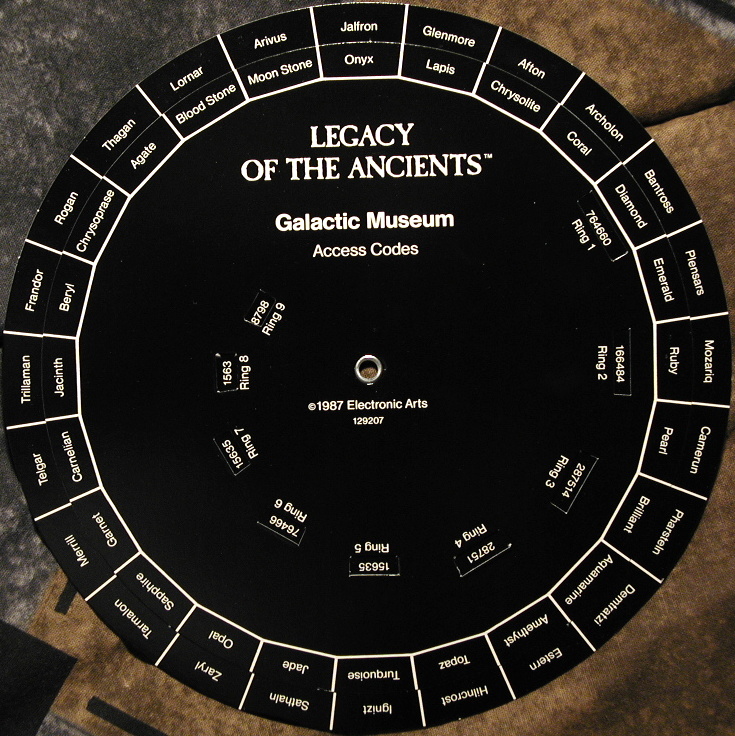 LEGACY
OF THE ANCIENTS™
Galactic Museum
Access Codes
©1987 Electronic Arts
129207
764660
Ring 1
166484
Ring 2
287514
Ring 3
28751
Ring 4
15635
Ring 5
76466
Ring 6
15635
Ring 7
1563
Ring 8
8798
Ring 9
Jalfron
Onyx
Glenmore
Lapis
Afton
Chrysolite
Archolon
Coral
Bantross
Diamond
Plensars
Emerald
Mozariq
Ruby
Camerun
Pearl
Pharstein
Brilliant
Demitratzi
Aquamarine
Estern
Amethyst
Hilncrost
Topaz
Ignizt
Turquoise
Sathaln
Jade
Zaryl
Opal
Tarmalon
Sapphire
Merrill
Garnet
Telgar
Carnelian
Trillaman
Jacinth
Frandor
Beryl
Rogan
Chrysoprase
Thagan
Agate
Lornar
Blood Stone
Arivus
Moon Stone